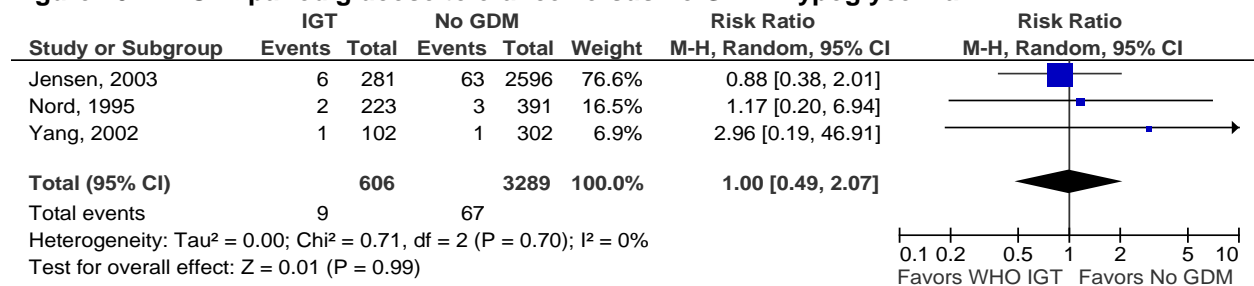 IGT No GDM Risk Ratio Risk Ratio
Study or Subgroup Events Total Events Total Weight M-H, Random, 95% CI M-H, Random, 95% CI
Jensen, 2003 6 281 63 2596 76.6% 0.88 [0.38, 2.01]
Nord, 1995 2 223 3 391 16.5% 1.17 [0.20, 6.94]
Yang, 2002 1 102 1 302 6.9% 2.96 [0.19, 46.91]
Total (95% CI) 606 3289 100.0% 1.00 [0.49, 2.07]
Total events 9 67
Heterogeneity: Tau² = 0.00; Chi² = 0.71, df = 2 (P = 0.70); I² = 0%
Test for overall effect: Z = 0.01 (P = 0.99)
0.1 0.2 0.5 1 2 5 10
Favors WHO IGT Favors No GDM